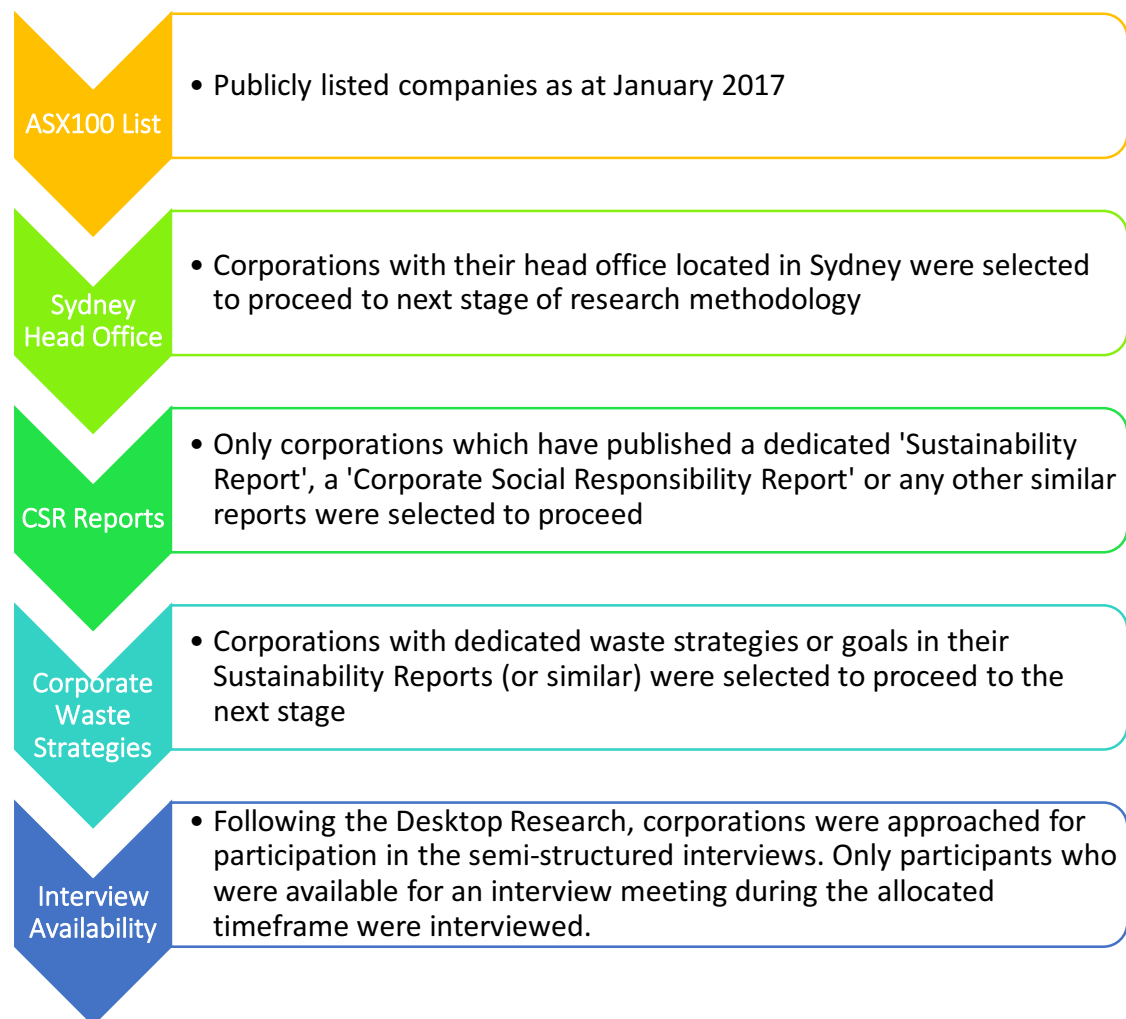 ASX100 List
• Publicly listed companies as at January 2017
Sydney
Head Office
• Corporations with their head office located in Sydney were selected
to proceed to next stage of research methodology
CSR Reports
• Only corporations which have published a dedicated 'Sustainability
Report', a 'Corporate Social Responsibility Report' or any other similar
reports were selected to proceed
Corporate
Waste
Strategies
• Corporations with dedicated waste strategies or goals in their
Sustainability Reports (or similar) were selected to proceed to the
next stage
Interview
Availability
• Following the Desktop Research, corporations were approached for
participation in the semi-structured interviews. Only participants who
were available for an interview meeting during the allocated
timeframe were interviewed.